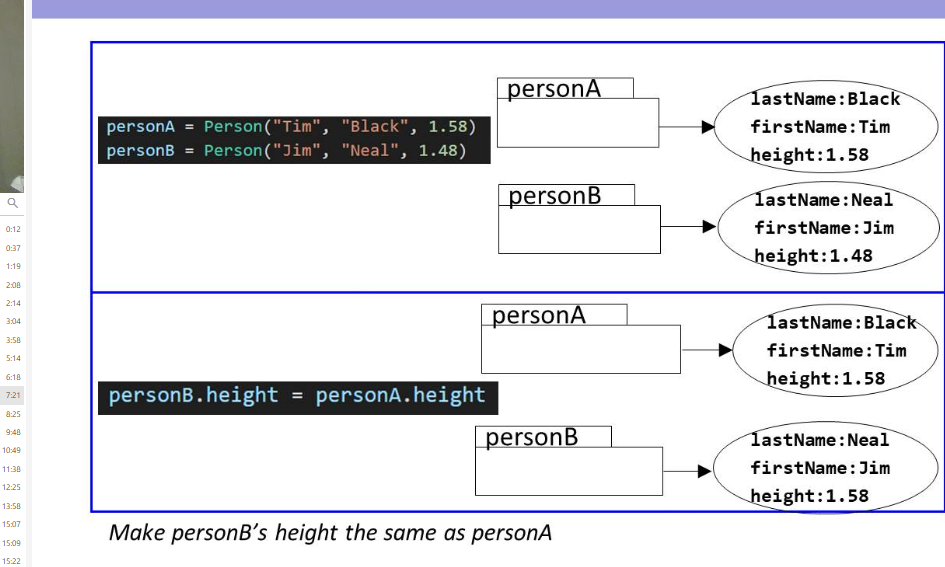 0:12
0:37
1:19
2:08
2:14
3:04
3:58
5:14
6:18
7:21
8:25
9:48
10:49
11:38
12:25
13:58
15:07
15:09
15:22
personA = Person("Tim", "Black", 1.58)
personB = Person("Jim", "Neal", 1.48)
personA
lastName:Black
firstName:Tim
height:1.58
personB
lastName:Neal
firstName:Jim
height:1.48
personB.height = personA.height
personA
lastName:Black
firstName:Tim
height:1.58
personB
lastName:Neal
firstName:Jim
height:1.58
Make personB’s height the same as personA